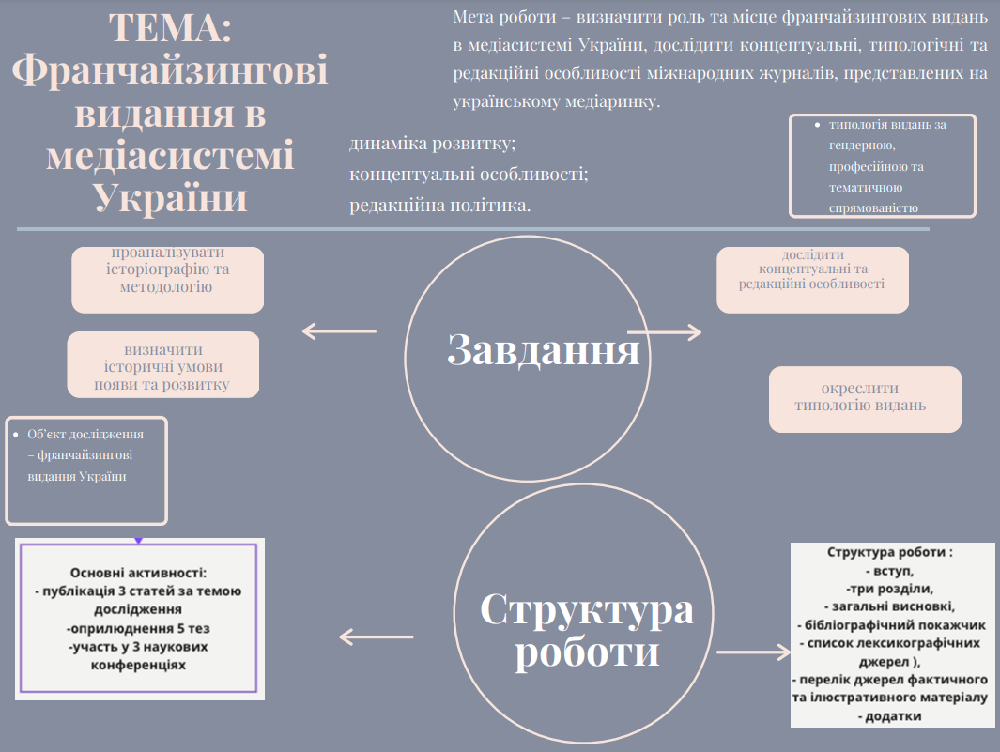 ТЕМА:
Франчайзингові
видання в
медіасистемі
України
Мета роботи – визначити роль та місце франчайзингових видань
в медіасистемі України, дослідити концептуальні, типологічні та
редакційні особливості міжнародних журналів, представлених на
українському медіаринку.
динаміка розвитку;
концептуальні особливості;
редакційна політика.
• типологія видань за
гендерною,
професійною та
тематичною
спрямованістю
проаналізувати
історіографію та
методологію
визначити
історичні умови
появи та розвитку
Завдання
дослідити
концептуальні та
редакційні особливості
окреслити
типологію видань
• Об’єкт дослідження
– франчайзингові
видання України
Основні активності:
- публікація 3 статей за темою
дослідження
-оприлюднення 5 тез
-участь у 3 наукових
конференціях
Структура
роботи
Структура роботи :
- вступ,
-три розділи,
- загальні висновкі,
- бібліографічний покажчик
- список лексикографічних
джерел ),
- перелік джерел фактичного
та ілюстративного матеріалу
- додатки